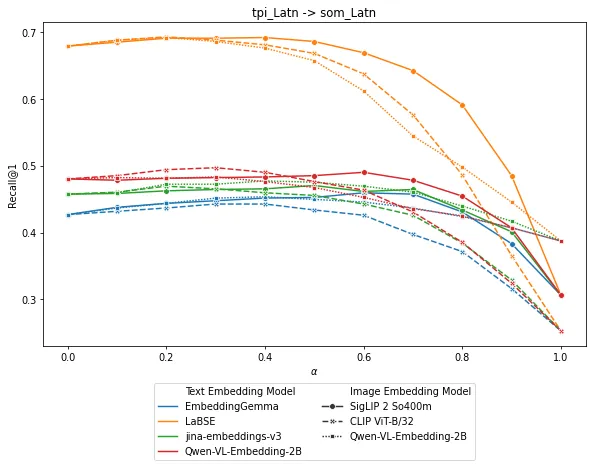 tpi_Latn -> som_Latn
0.7
0.6
0.5
0.4
0.3
Recall@1
0.0 0.2 0.4 0.6 0.8 1.0
α
Text Embedding Model Image Embedding Model
EmbeddingGemma SigLIP 2 So400m
LaBSE CLIP ViT-B/32
jina-embeddings-v3 Qwen-VL-Embedding-2B
Qwen-VL-Embedding-2B